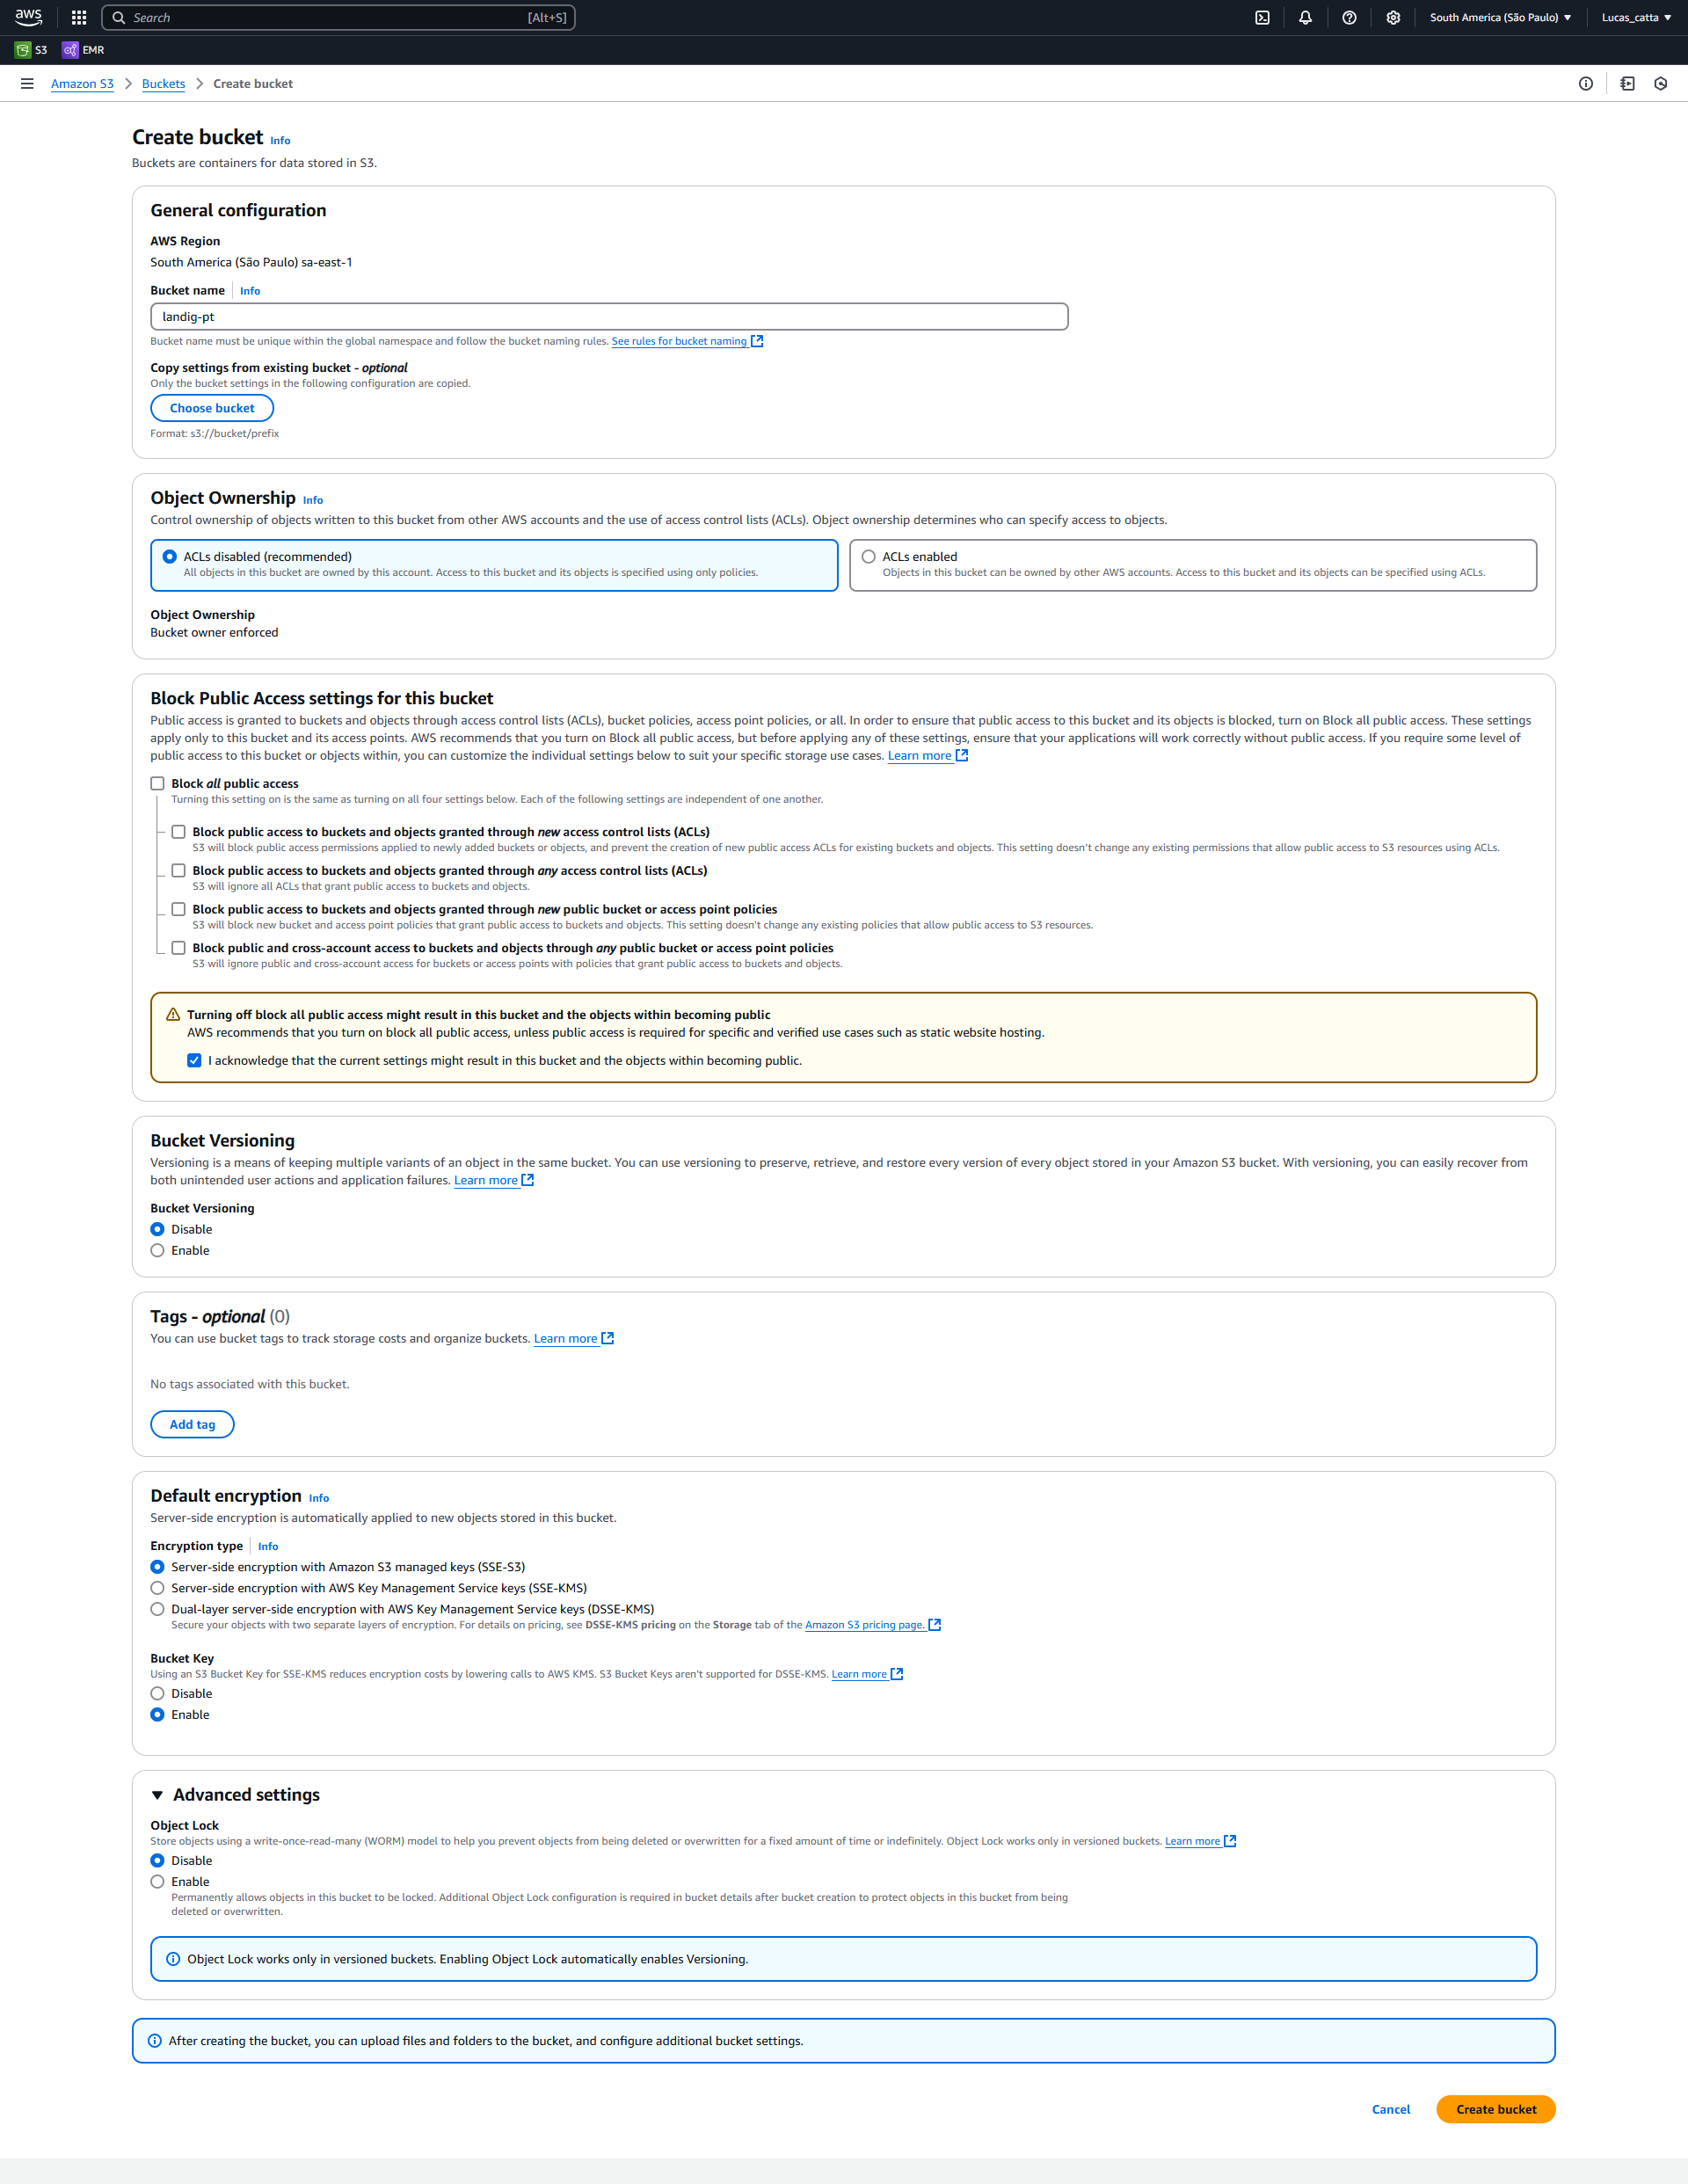 aws
Search [Alt+S]
South America (São Paulo) Lucas_catta
S3 EMR
Amazon S3 Buckets Create bucket
Create bucket Info
Buckets are containers for data stored in S3.
General configuration
AWS Region
South America (São Paulo) sa-east-1
Bucket name Info
landig-pt
Bucket name must be unique within the global namespace and follow the bucket naming rules. See rules for bucket naming
Copy settings from existing bucket - optional
Only the bucket settings in the following configuration are copied.
Choose bucket
Format: s3://bucket/prefix
Object Ownership Info
Control ownership of objects written to this bucket from other AWS accounts and the use of access control lists (ACLs). Object ownership determines who can specify access to objects.
ACLs disabled (recommended)
All objects in this bucket are owned by this account. Access to this bucket and its objects is specified using only policies.
ACLs enabled
Objects in this bucket can be owned by other AWS accounts. Access to this bucket and its objects can be specified using ACLs.
Object Ownership
Bucket owner enforced
Block Public Access settings for this bucket
Public access is granted to buckets and objects through access control lists (ACLs), bucket policies, access point policies, or all. In order to ensure that public access to this bucket and its objects is blocked, turn on Block all public access. These settings
apply only to this bucket and its access points. AWS recommends that you turn on Block all public access, but before applying any of these settings, ensure that your applications will work correctly without public access. If you require some level of
public access to this bucket or objects within, you can customize the individual settings below to suit your specific storage use cases. Learn more
Block all public access
Turning this setting on is the same as turning on all four settings below. Each of the following settings are independent of one another.
Block public access to buckets and objects granted through new access control lists (ACLs)
S3 will block public access permissions applied to newly added buckets or objects, and prevent the creation of new public access ACLs for existing buckets and objects. This setting doesn't change any existing permissions that allow public access to S3 resources using ACLs.
Block public access to buckets and objects granted through any access control lists (ACLs)
S3 will ignore all ACLs that grant public access to buckets and objects.
Block public access to buckets and objects granted through new public bucket or access point policies
S3 will block new bucket and access point policies that grant public access to buckets and objects. This setting doesn't change any existing policies that allow public access to S3 resources.
Block public and cross-account access to buckets and objects through any public bucket or access point policies
S3 will ignore public and cross-account access for buckets or access points with policies that grant public access to buckets and objects.
Turning off block all public access might result in this bucket and the objects within becoming public
AWS recommends that you turn on block all public access, unless public access is required for specific and verified use cases such as static website hosting.
I acknowledge that the current settings might result in this bucket and the objects within becoming public.
Bucket Versioning
Versioning is a means of keeping multiple variants of an object in the same bucket. You can use versioning to preserve, retrieve, and restore every version of every object stored in your Amazon S3 bucket. With versioning, you can easily recover from
both unintended user actions and application failures. Learn more
Bucket Versioning
Disable
Enable
Tags - optional (0)
You can use bucket tags to track storage costs and organize buckets. Learn more
No tags associated with this bucket.
Add tag
Default encryption Info
Server-side encryption is automatically applied to new objects stored in this bucket.
Encryption type Info
Server-side encryption with Amazon S3 managed keys (SSE-S3)
Server-side encryption with AWS Key Management Service keys (SSE-KMS)
Dual-layer server-side encryption with AWS Key Management Service keys (DSSE-KMS)
Secure your objects with two separate layers of encryption. For details on pricing, see DSSE-KMS pricing on the Storage tab of the Amazon S3 pricing page.
Bucket Key
Using an S3 Bucket Key for SSE-KMS reduces encryption costs by lowering calls to AWS KMS. S3 Bucket Keys aren't supported for DSSE-KMS. Learn more
Disable
Enable
Advanced settings
Object Lock
Store objects using a write-once-read-many (WORM) model to help you prevent objects from being deleted or overwritten for a fixed amount of time or indefinitely. Object Lock works only in versioned buckets. Learn more
Disable
Enable
Permanently allows objects in this bucket to be locked. Additional Object Lock configuration is required in bucket details after bucket creation to protect objects in this bucket from being
deleted or overwritten.
Object Lock works only in versioned buckets. Enabling Object Lock automatically enables Versioning.
After creating the bucket, you can upload files and folders to the bucket, and configure additional bucket settings.
Cancel Create bucket